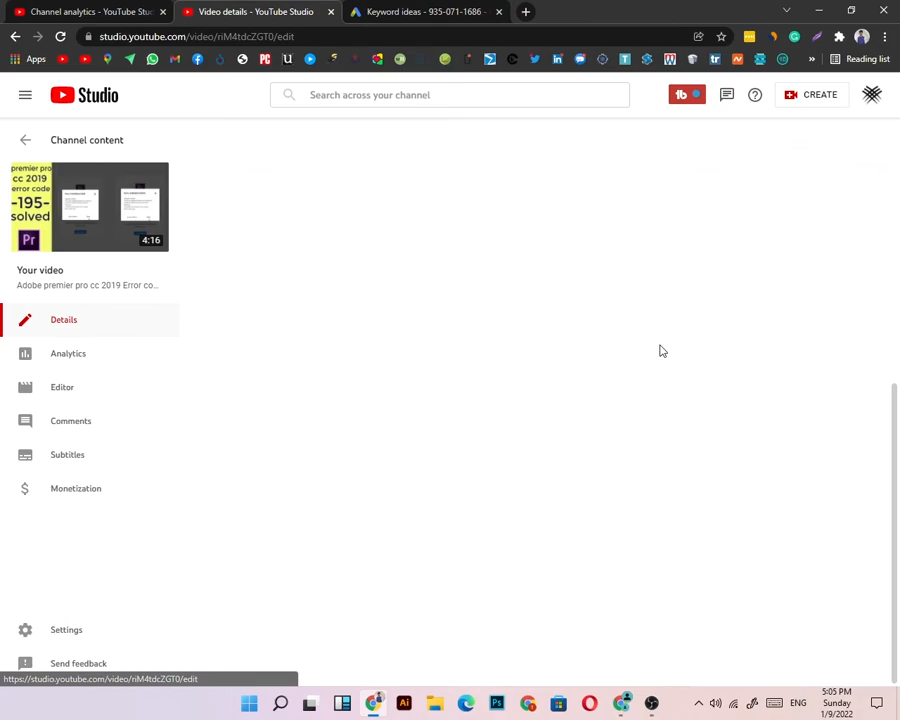 Channel analytics - YouTube Stu
Video details - YouTube Studio
Keyword ideas - 935-071-1686 -
studio.youtube.com/video/riM4tdcZGT0/edit
Apps
Reading list
Studio
Search across your channel
CREATE
Channel content
premier pro
cc 2019
error code
-195-
solved
Pr
4:16
Your video
Adobe premier pro cc 2019 Error co...
Details
Analytics
Editor
Comments
Subtitles
Monetization
Settings
Send feedback
https://studio.youtube.com/video/riM4tdcZGT0/edit
ENG
5:05 PM
Sunday
1/9/2022